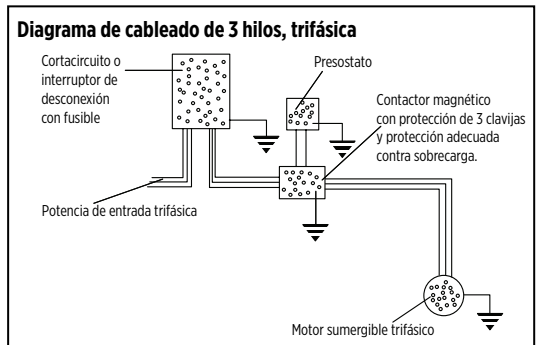 Diagrama de cableado de 3 hilos, trifásica
Cortacircuito o
interruptor de
desconexión
con fusible
Presostato
Contactor magnético
con protección de 3 clavijas
y protección adecuada
contra sobrecarga.
Potencia de entrada trifásica
Motor sumergible trifásico